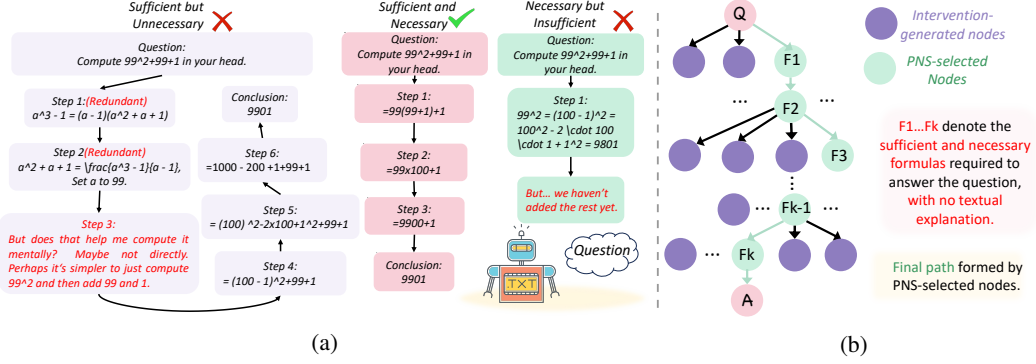 Sufficient but
Unnecessary
Question:
Compute 99^2+99+1 in your head.
Step 1:(Redundant)
a^3 - 1 = (a - 1)(a^2 + a + 1)
Step 2(Redundant)
a^2 + a + 1 = \frac{a^3 - 1}{a - 1},
Set a to 99.
Step 3:
But does that help me compute it
mentally? Maybe not directly.
Perhaps it's simpler to just compute
99^2 and then add 99 and 1.
Conclusion:
9901
Step 6:
=1000 - 200 +1+99+1
Step 5:
= (100) ^2-2x100+1^2+99+1
Step 4:
= (100 - 1)^2+99+1
Sufficient and
Necessary
Question:
Compute 99^2+99+1 in
your head.
Step 1:
=99(99+1)+1
Step 2:
=99x100+1
Step 3:
=9900+1
Conclusion:
9901
Necessary but
Insufficient
Question:
Compute 99^2+99+1 in
your head.
Step 1:
99^2 = (100 - 1)^2 =
100^2 - 2 \cdot 100
\cdot 1 + 1^2 = 9801
But... we haven't
added the rest yet.
.TXT
Question
(a)
Q
F1
... F2 ...
F3
...
... Fk-1 ...
Fk
A
Intervention-
generated nodes
PNS-selected
Nodes
F1...Fk denote the
sufficient and necessary
formulas required to
answer the question,
with no textual
explanation.
Final path formed by
PNS-selected nodes.
(b)